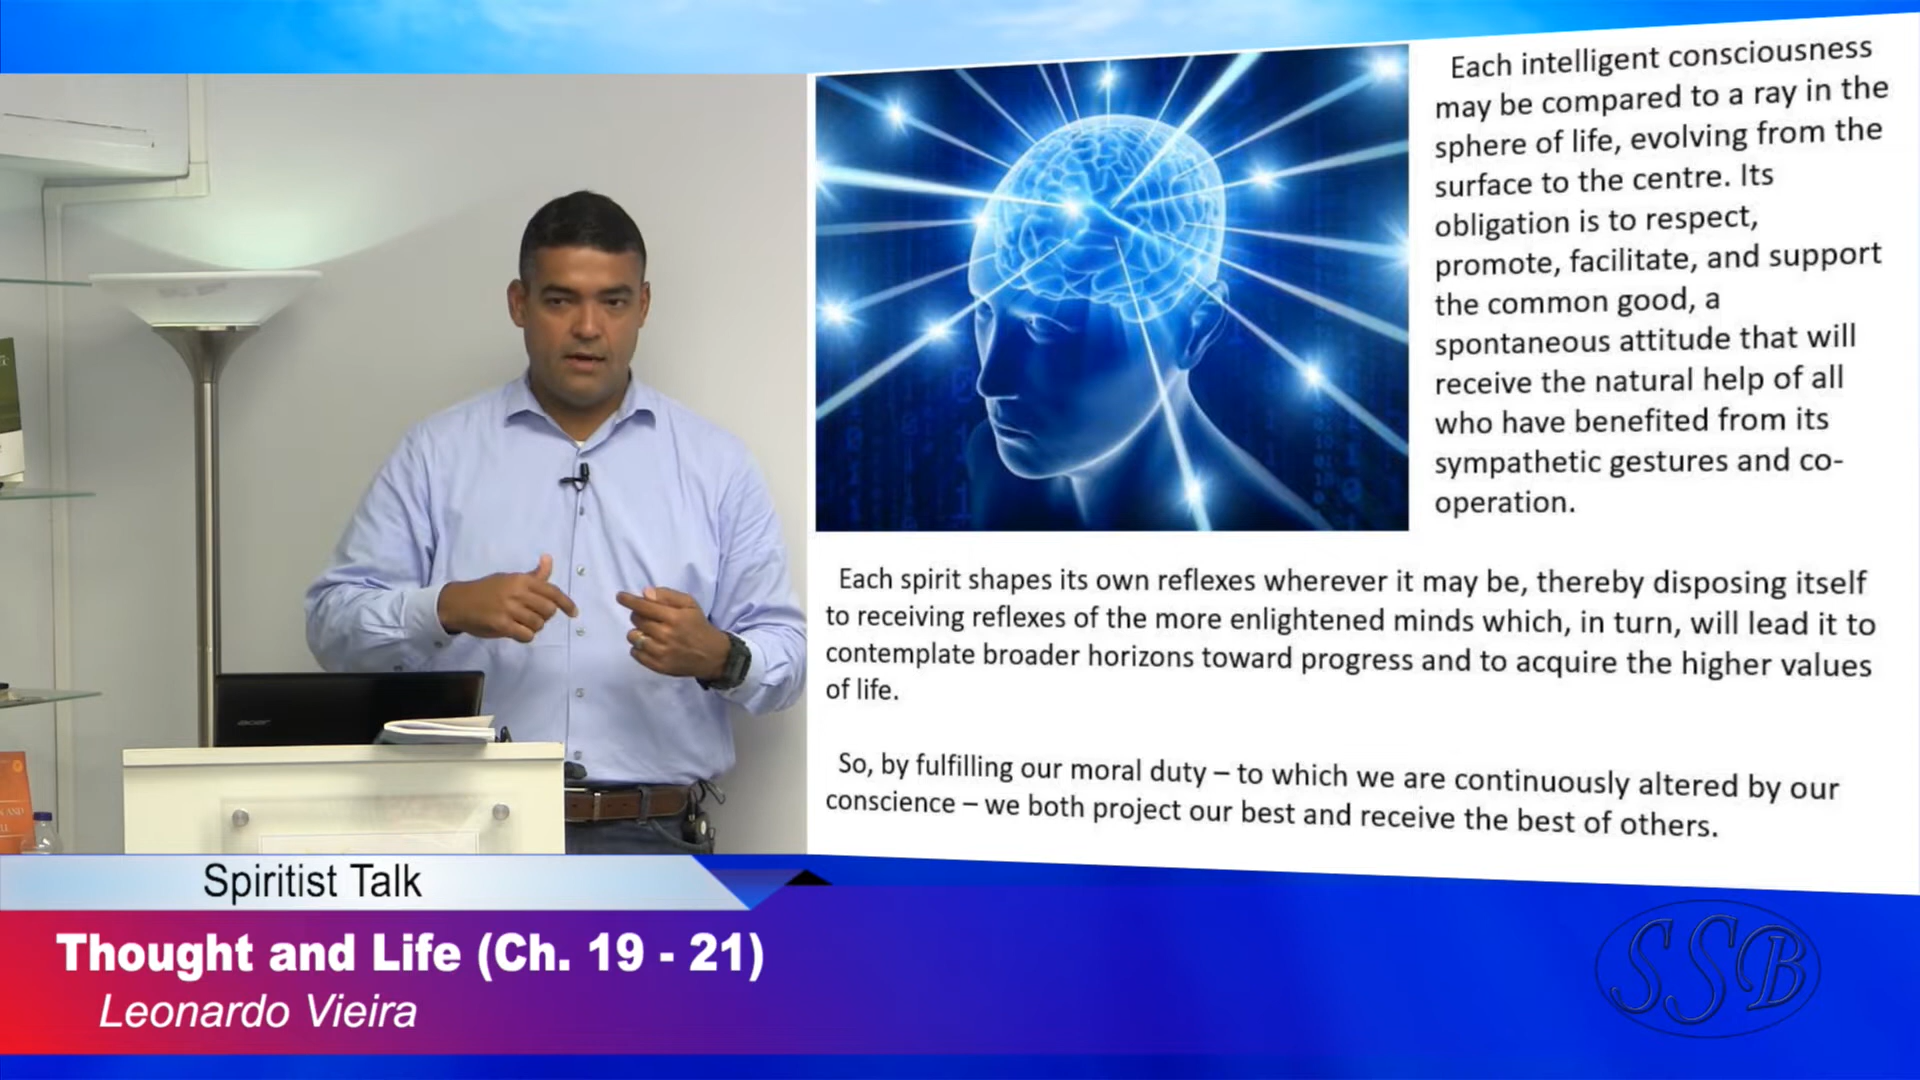 Each intelligent consciousness
may be compared to a ray in the
sphere of life, evolving from the
surface to the centre. Its
obligation is to respect,
promote, facilitate, and support
the common good, a
spontaneous attitude that will
receive the natural help of all
who have benefited from its
sympathetic gestures and co-
operation.
Each spirit shapes its own reflexes wherever it may be, thereby disposing itself
to receiving reflexes of the more enlightened minds which, in turn, will lead it to
contemplate broader horizons toward progress and to acquire the higher values
of life.
So, by fulfilling our moral duty – to which we are continuously altered by our
conscience – we both project our best and receive the best of others.
acer
Spiritist Talk
Thought and Life (Ch. 19 - 21)
Leonardo Vieira
SSB